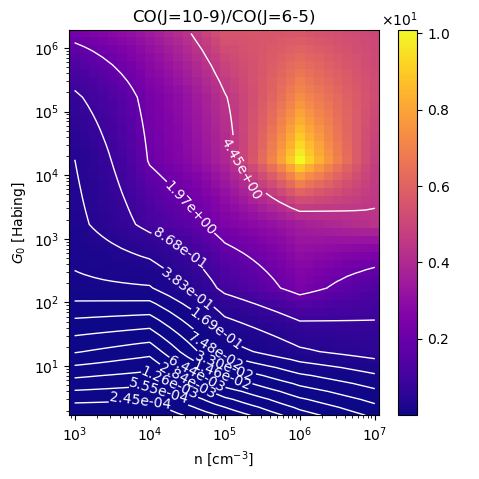 CO(J=10-9)/CO(J=6-5)
×10¹
1.0
0.8
0.6
0.4
0.2
10⁶
10⁵
10⁴
10³
10²
10¹
G₀ [Habing]
4.45e+00
1.97e+00
8.68e-01
3.83e-01
1.69e-01
7.48e-02
3.30e-02
1.46e-02
6.44e-03
2.84e-03
1.26e-03
5.55e-04
2.45e-04
10³ 10⁴ 10⁵ 10⁶ 10⁷
n [cm⁻³]